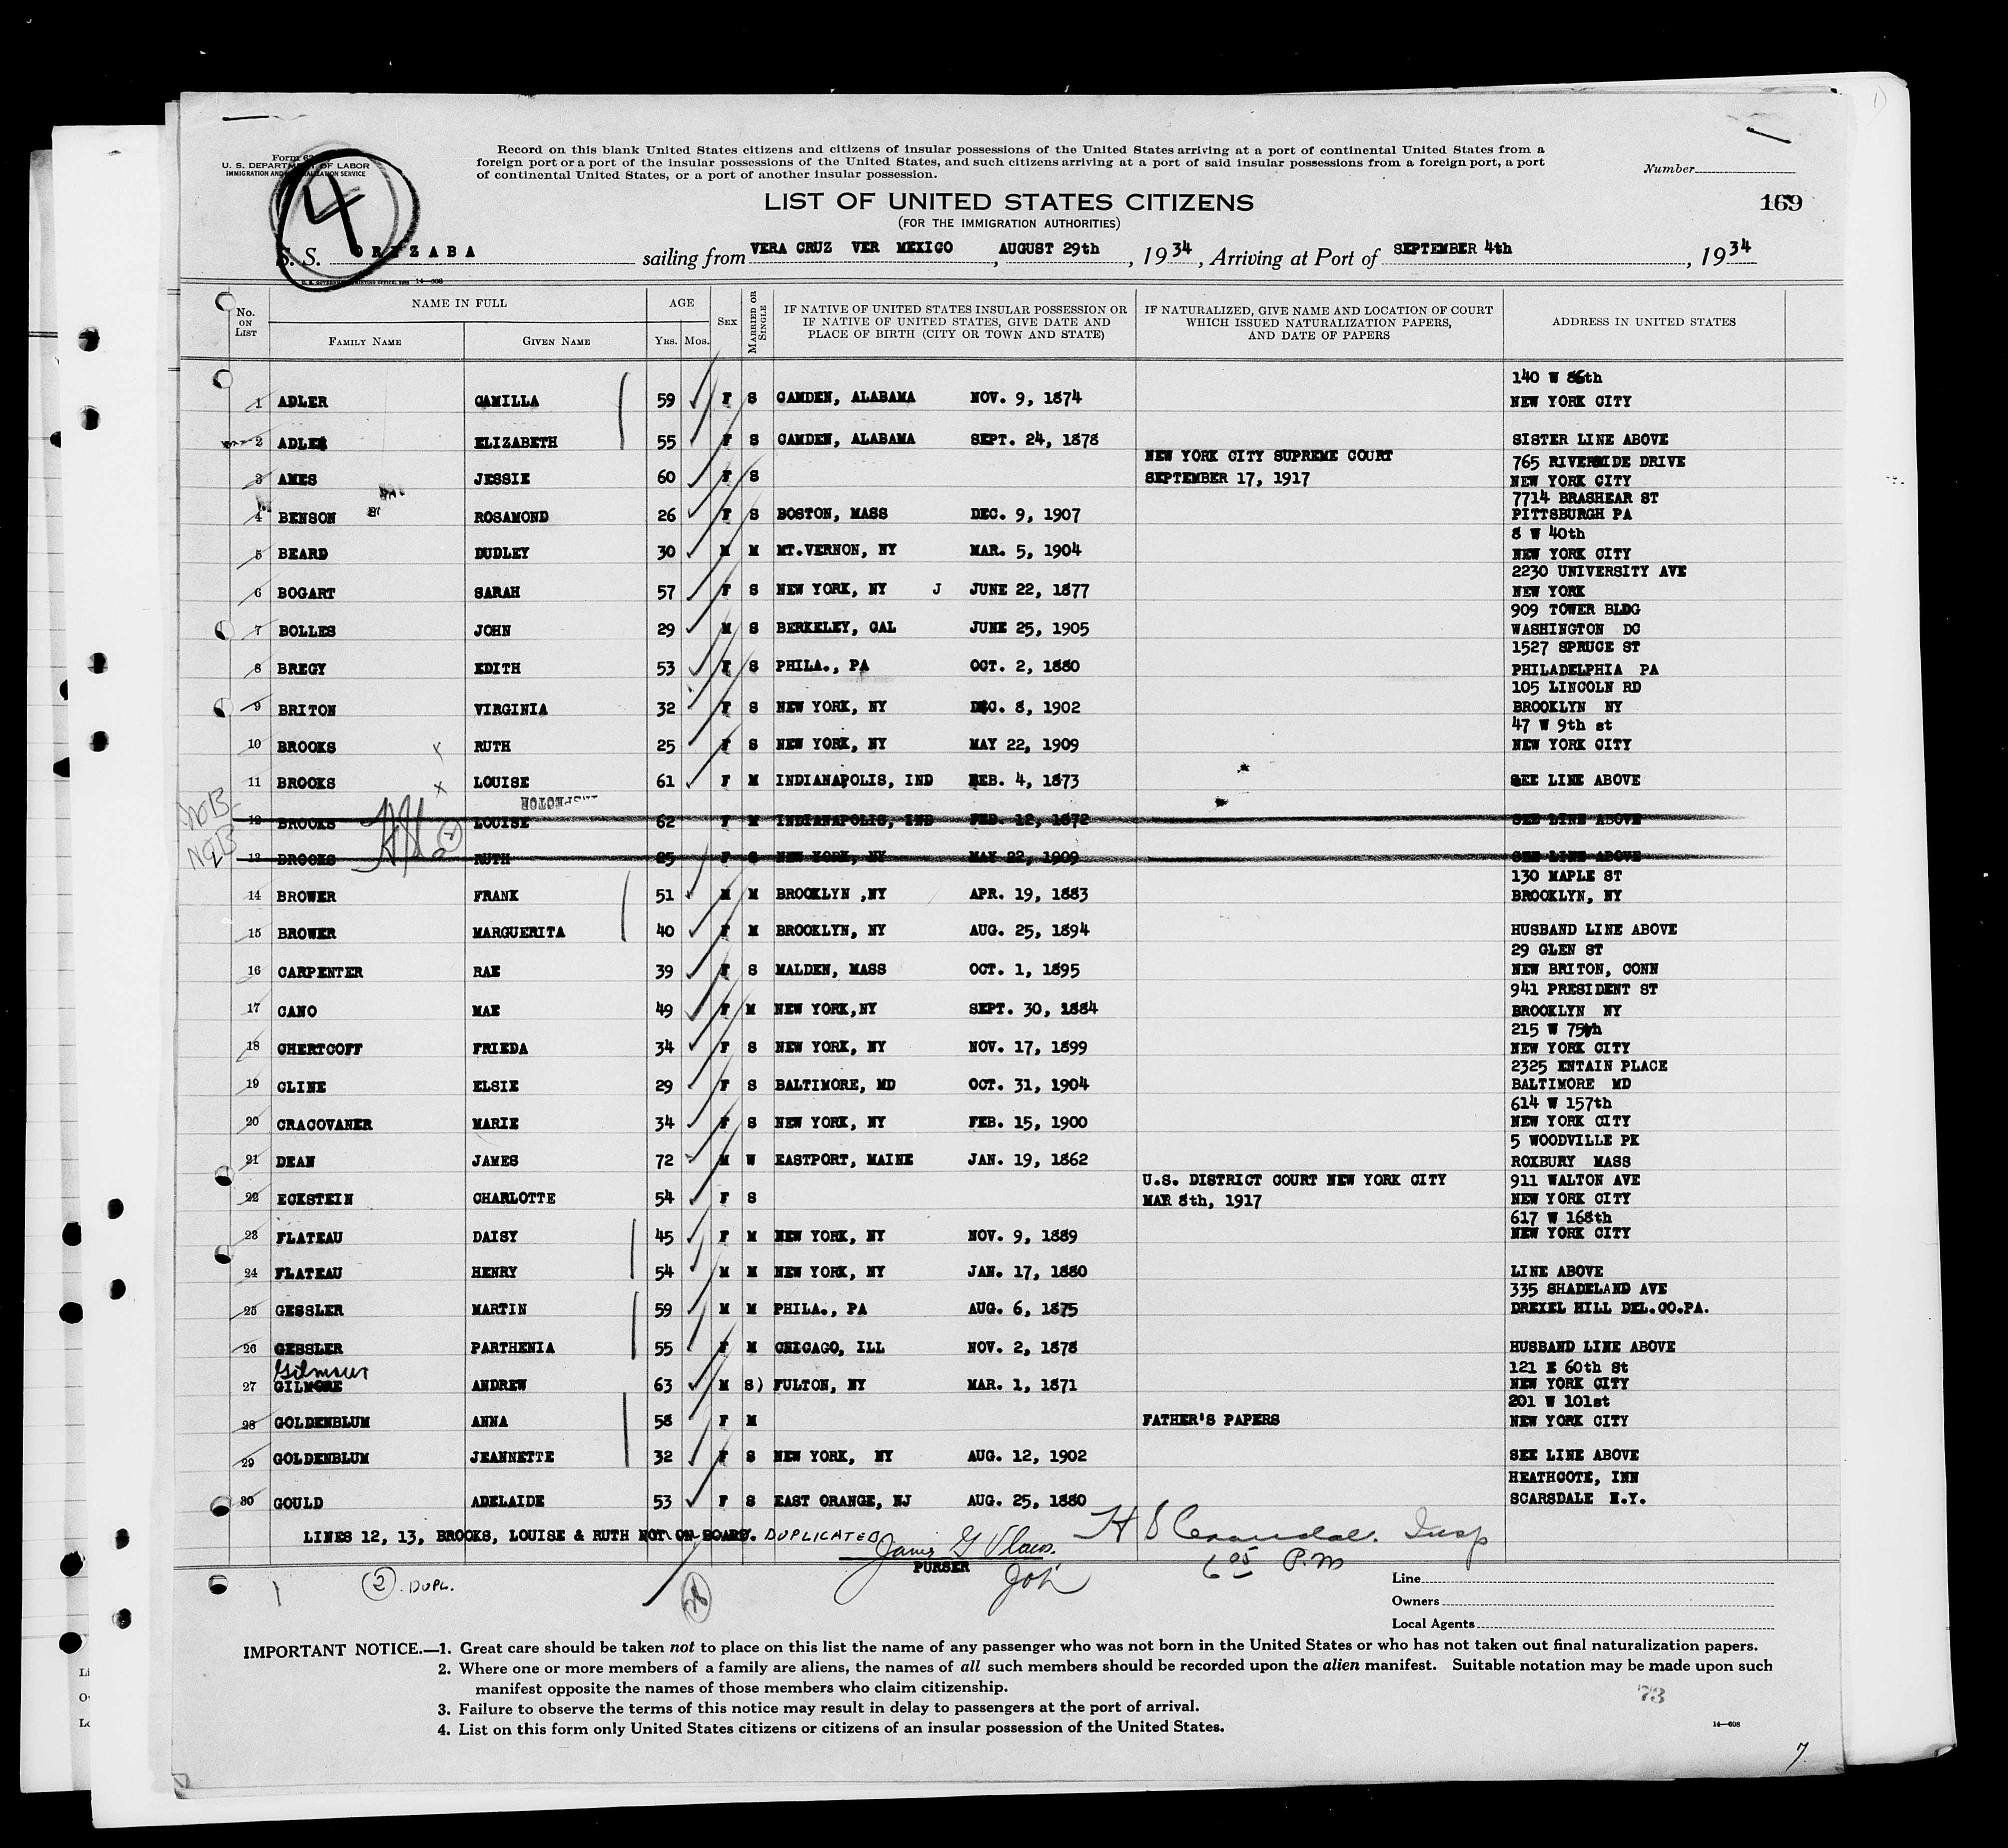 Form 6
U. S. DEPARTMENT OF LABOR
IMMIGRATION AND NATURALIZATION SERVICE
4
Record on this blank United States citizens and citizens of insular possessions of the United States arriving at a port of continental United States from a
foreign port or a port of the insular possessions of the United States, and such citizens arriving at a port of said insular possessions from a foreign port, a port
of continental United States, or a port of another insular possession.
Number
LIST OF UNITED STATES CITIZENS
(FOR THE IMMIGRATION AUTHORITIES)
169
S. S. ORIZABA sailing from VERA CRUZ VER MEXICO, AUGUST 29th, 1934, Arriving at Port of SEPTEMBER 4th, 1934
No. ON LIST NAME IN FULL FAMILY NAME GIVEN NAME AGE YRS. MOS. SEX MARRIED OR SINGLE IF NATIVE OF UNITED STATES INSULAR POSSESSION OR IF NATIVE OF UNITED STATES, GIVE DATE AND PLACE OF BIRTH (CITY OR TOWN AND STATE) IF NATURALIZED, GIVE NAME AND LOCATION OF COURT WHICH ISSUED NATURALIZATION PAPERS, AND DATE OF PAPERS ADDRESS IN UNITED STATES
140 W 86th
1 ADLER CAMILLA 59 F S CAMDEN, ALABAMA NOV. 9, 1874 NEW YORK CITY
2 ADLER ELIZABETH 55 F S CAMDEN, ALABAMA SEPT. 24, 1878 SISTER LINE ABOVE
NEW YORK CITY SUPREME COURT 765 RIVERSIDE DRIVE
3 AMES JESSIE 60 F S SEPTEMBER 17, 1917 NEW YORK CITY
7714 BRASHEAR ST
4 BENSON ROSAMOND 26 F S BOSTON, MASS DEC. 9, 1907 PITTSBURGH PA
8 W 40th
5 BEARD DUDLEY 30 M M MT.VERNON, NY MAR. 5, 1904 NEW YORK CITY
2230 UNIVERSITY AVE
6 BOGART SARAH 57 F S NEW YORK, NY J JUNE 22, 1877 NEW YORK
909 TOWER BLDG
7 BOLLES JOHN 29 M S BERKELEY, CAL JUNE 25, 1905 WASHINGTON DC
1527 SPRUCE ST
8 BREGY EDITH 53 F S PHILA., PA OCT. 2, 1880 PHILADELPHIA PA
105 LINCOLN RD
9 BRITON VIRGINIA 32 F S NEW YORK, NY DEC. 8, 1902 BROOKLYN NY
47 W 9th st
10 BROOKS RUTH 25 F S NEW YORK, NY MAY 22, 1909 NEW YORK CITY
11 BROOKS LOUISE 61 F M INDIANAPOLIS, IND FEB. 4, 1873 SEE LINE ABOVE
INSPECTOR
NOB 12 BROOKS LOUISE 62 F M INDIANAPOLIS, IND FEB. 12, 1872 SEE LINE ABOVE
NOB 13 BROOKS RUTH 25 F S NEW YORK, NY MAY 22, 1909 SEE LINE ABOVE
130 MAPLE ST
14 BROWER FRANK 51 M M BROOKLYN ,NY APR. 19, 1883 BROOKLYN, NY
15 BROWER MARGUERITA 40 F M BROOKLYN, NY AUG. 25, 1894 HUSBAND LINE ABOVE
29 GLEN ST
16 CARPENTER RAE 39 F S MALDEN, MASS OCT. 1, 1895 NEW BRITON, CONN
941 PRESIDENT ST
17 CANO MAE 49 F M NEW YORK,NY SEPT. 30, 1884 BROOKLYN NY
215 W 75th
18 CHERTCOFF FRIEDA 34 F S NEW YORK, NY NOV. 17, 1899 NEW YORK CITY
2325 ENTAIN PLACE
19 CLINE ELSIE 29 F S BALTIMORE, MD OCT. 31, 1904 BALTIMORE MD
614 W 157th
20 CRACOVANER MARIE 34 F S NEW YORK, NY FEB. 15, 1900 NEW YORK CITY
5 WOODVILLE PK
21 DEAN JAMES 72 M W EASTPORT, MAINE JAN. 19, 1862 ROXBURY MASS
U.S. DISTRICT COURT NEW YORK CITY 911 WALTON AVE
22 ECKSTEIN CHARLOTTE 54 F S MAR 8th, 1917 NEW YORK CITY
617 W 168th
23 FLATEAU DAISY 45 F M NEW YORK, NY NOV. 9, 1889 NEW YORK CITY
24 FLATEAU HENRY 54 M M NEW YORK, NY JAN. 17, 1880 LINE ABOVE
335 SHADELAND AVE
25 GESSLER MARTIN 59 M M PHILA., PA AUG. 6, 1875 DREXEL HILL DEL.CO.PA.
26 GESSLER PARTHENIA 55 F M CHICAGO, ILL NOV. 2, 1878 HUSBAND LINE ABOVE
Gilmour 121 E 60th St
27 GILMORE ANDREW 63 M S) FULTON, NY MAR. 1, 1871 NEW YORK CITY
201 W 101st
28 GOLDENBLUM ANNA 58 F M FATHER'S PAPERS NEW YORK CITY
29 GOLDENBLUM JEANNETTE 32 F S NEW YORK, NY AUG. 12, 1902 SEE LINE ABOVE
HEATHCOTE, INN
30 GOULD ADELAIDE 53 F S EAST ORANGE, NJ AUG. 25, 1880 SCARSDALE N.Y.
LINES 12, 13, BROOKS, LOUISE & RUTH NOT ON BOARD. DUPLICATED
Insp
PURSER
6 05 P.M
2 DUPL.
28
Line
Owners
Local Agents
IMPORTANT NOTICE.—1. Great care should be taken not to place on this list the name of any passenger who was not born in the United States or who has not taken out final naturalization papers.
2. Where one or more members of a family are aliens, the names of all such members should be recorded upon the alien manifest. Suitable notation may be made upon such
manifest opposite the names of those members who claim citizenship.
3. Failure to observe the terms of this notice may result in delay to passengers at the port of arrival.
4. List on this form only United States citizens or citizens of an insular possession of the United States.
73
14—608
7